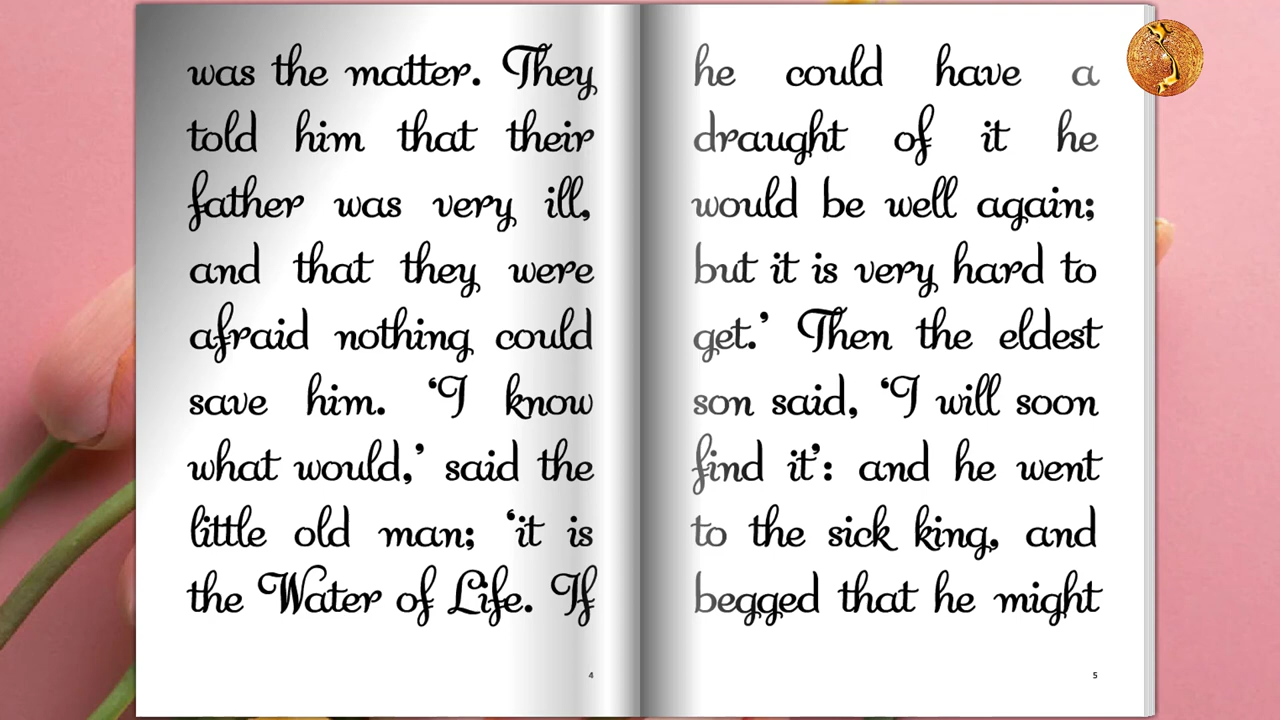 was the matter. They
told him that their
father was very ill,
and that they were
afraid nothing could
save him. ‘I know
what would,’ said the
little old man; ‘it is
the Water of Life. If
4
he could have a
draught of it he
would be well again;
but it is very hard to
get.’ Then the eldest
son said, ‘I will soon
find it’: and he went
to the sick king, and
begged that he might
5